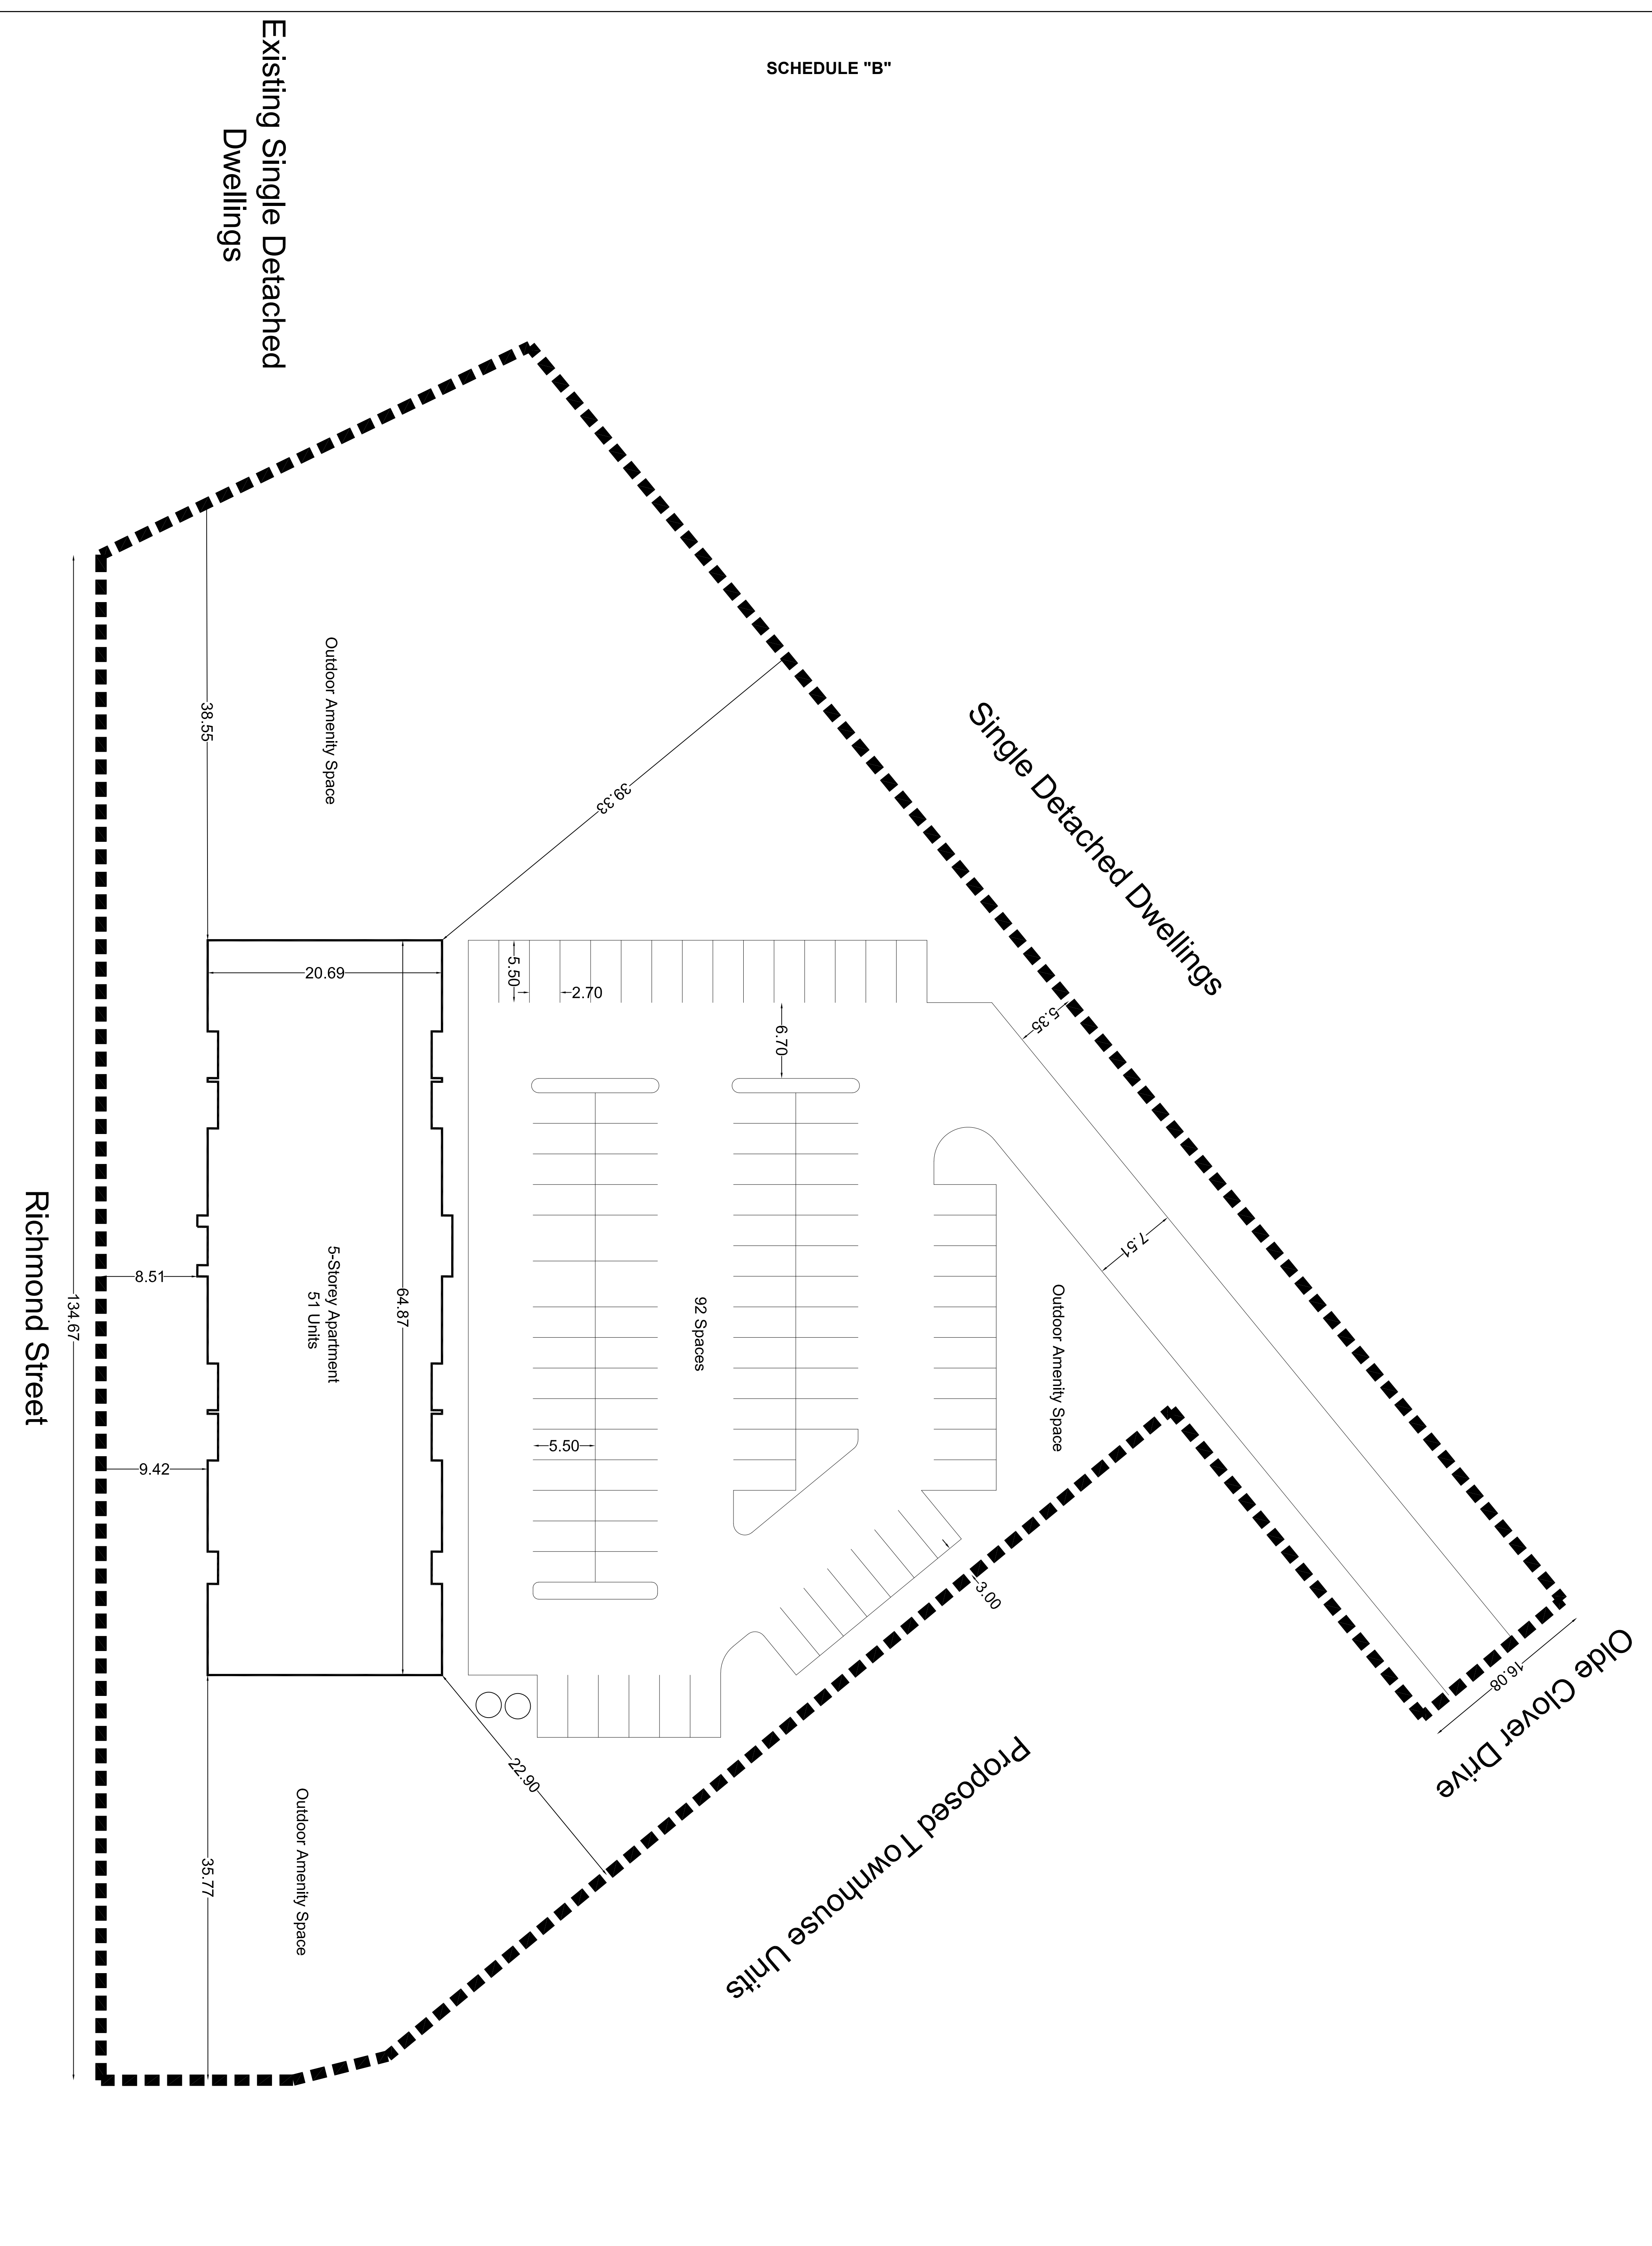 SCHEDULE "B"
Existing Single Detached
Dwellings
Single Detached Dwellings
Outdoor Amenity Space
38.55
39.33
20.69
5.50
2.70
6.70
5.35
7.51
Outdoor Amenity Space
8.51
134.67
Richmond Street
5-Storey Apartment
51 Units
64.87
92 Spaces
5.50
9.42
3.00
16.08
Olde Clover Drive
Proposed Townhouse Units
22.90
35.77
Outdoor Amenity Space